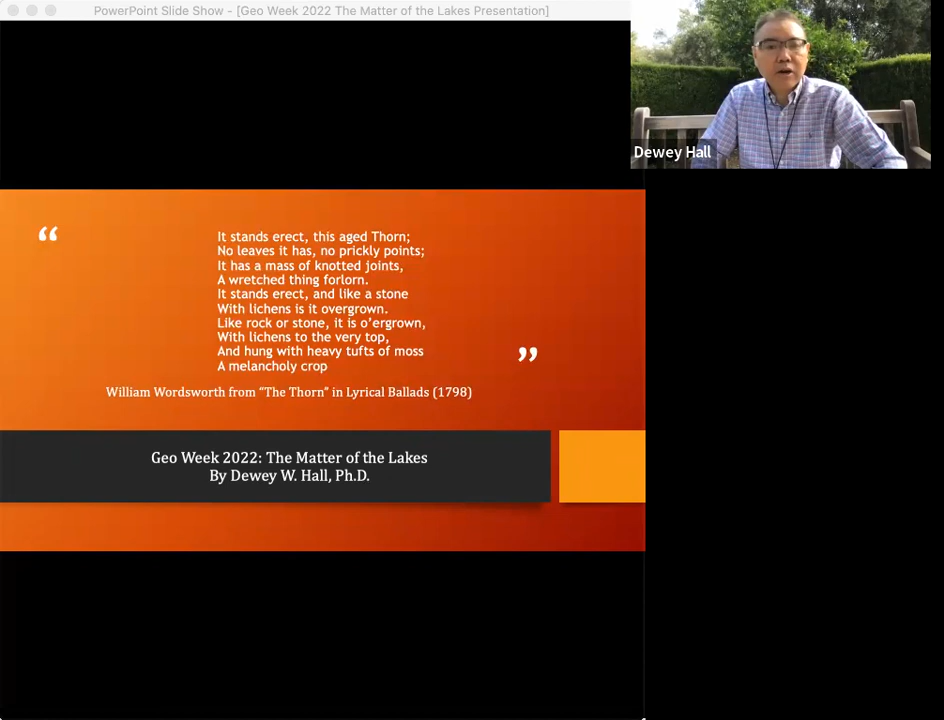 PowerPoint Slide Show - [Geo Week 2022 The Matter of the Lakes Presentation]
Dewey Hall
“
It stands erect, this aged Thorn;
No leaves it has, no prickly points;
It has a mass of knotted joints,
A wretched thing forlorn.
It stands erect, and like a stone
With lichens is it overgrown.
Like rock or stone, it is o’ergrown,
With lichens to the very top,
And hung with heavy tufts of moss
A melancholy crop
”
William Wordsworth from “The Thorn” in Lyrical Ballads (1798)
Geo Week 2022: The Matter of the Lakes
By Dewey W. Hall, Ph.D.